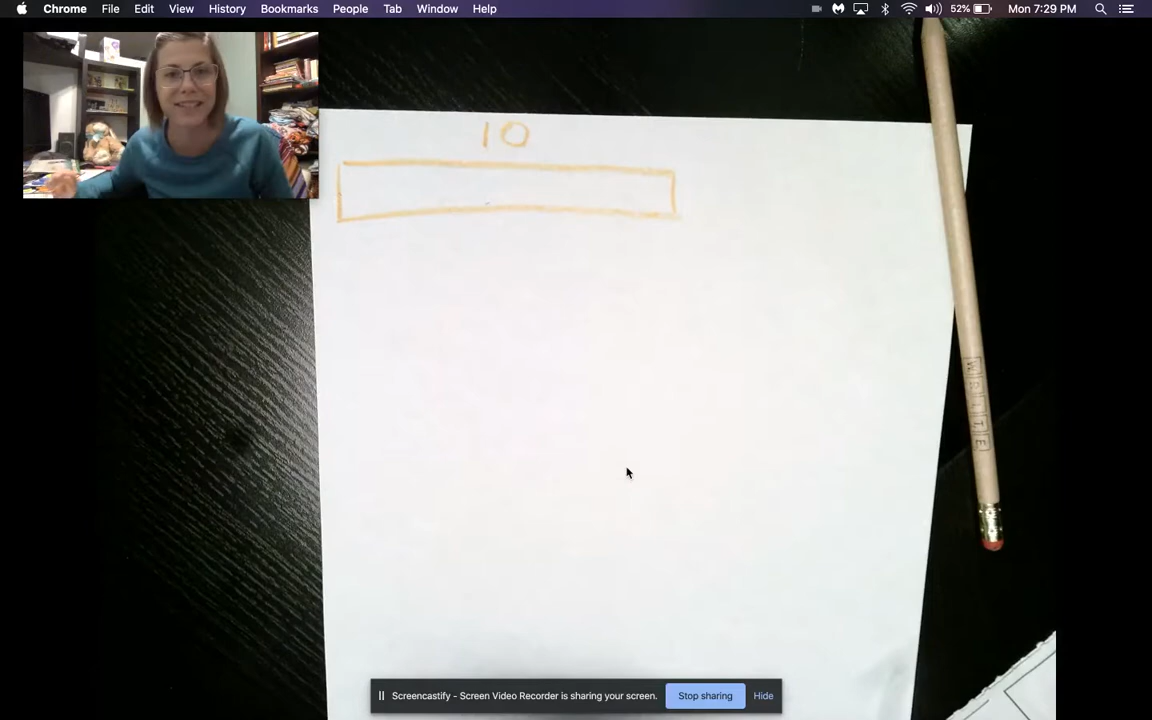 Chrome File Edit View History Bookmarks People Tab Window Help 52% Mon 7:29 PM
10
WRITE
Screencastify - Screen Video Recorder is sharing your screen. Stop sharing Hide